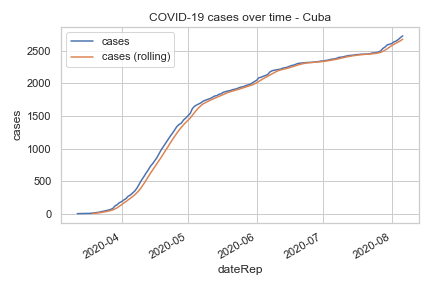 COVID-19 cases over time - Cuba
cases
cases (rolling)
2500
2000
1500
1000
500
0
cases
2020-04
2020-05
2020-06
2020-07
2020-08
dateRep